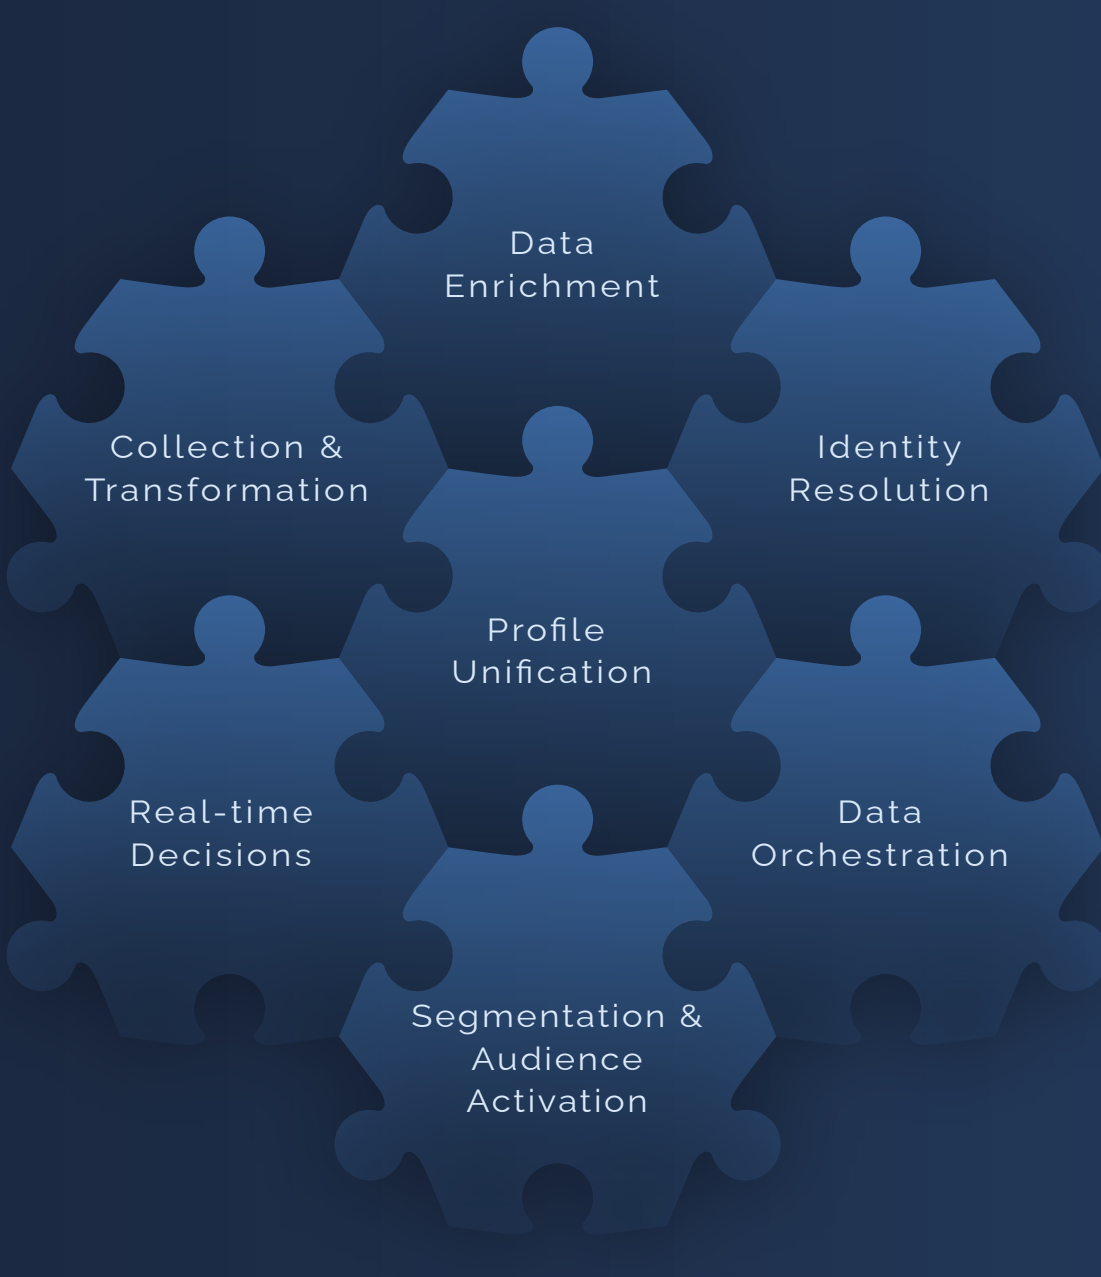 Data
Enrichment
Collection &
Transformation
Identity
Resolution
Profile
Unification
Real-time
Decisions
Data
Orchestration
Segmentation &
Audience
Activation